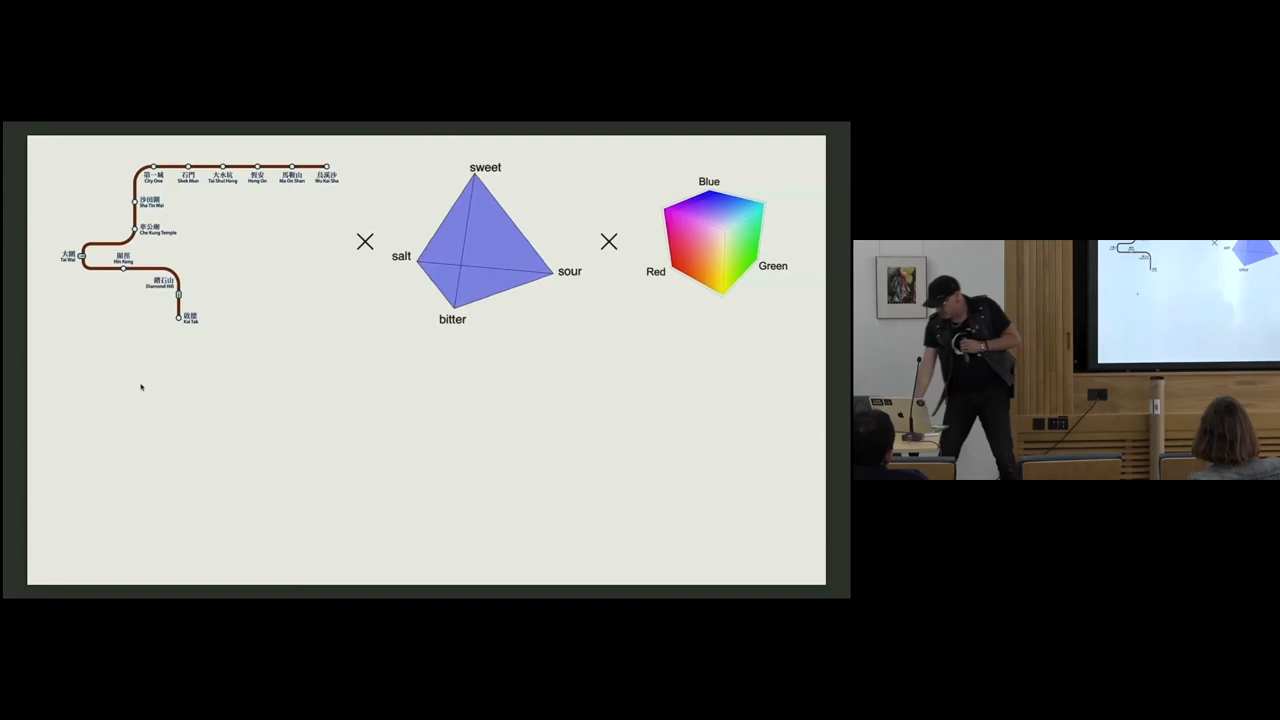 第一城
City One
石門
Shek Mun
大水坑
Tai Shui Hang
恆安
Heng On
馬鞍山
Ma On Shan
烏溪沙
Wu Kai Sha
沙田圍
Sha Tin Wai
車公廟
Che Kung Temple
大圍
Tai Wai
顯徑
Hin Keng
鑽石山
Diamond Hill
啟德
Kai Tak
×
sweet
salt
sour
bitter
×
Blue
Red
Green